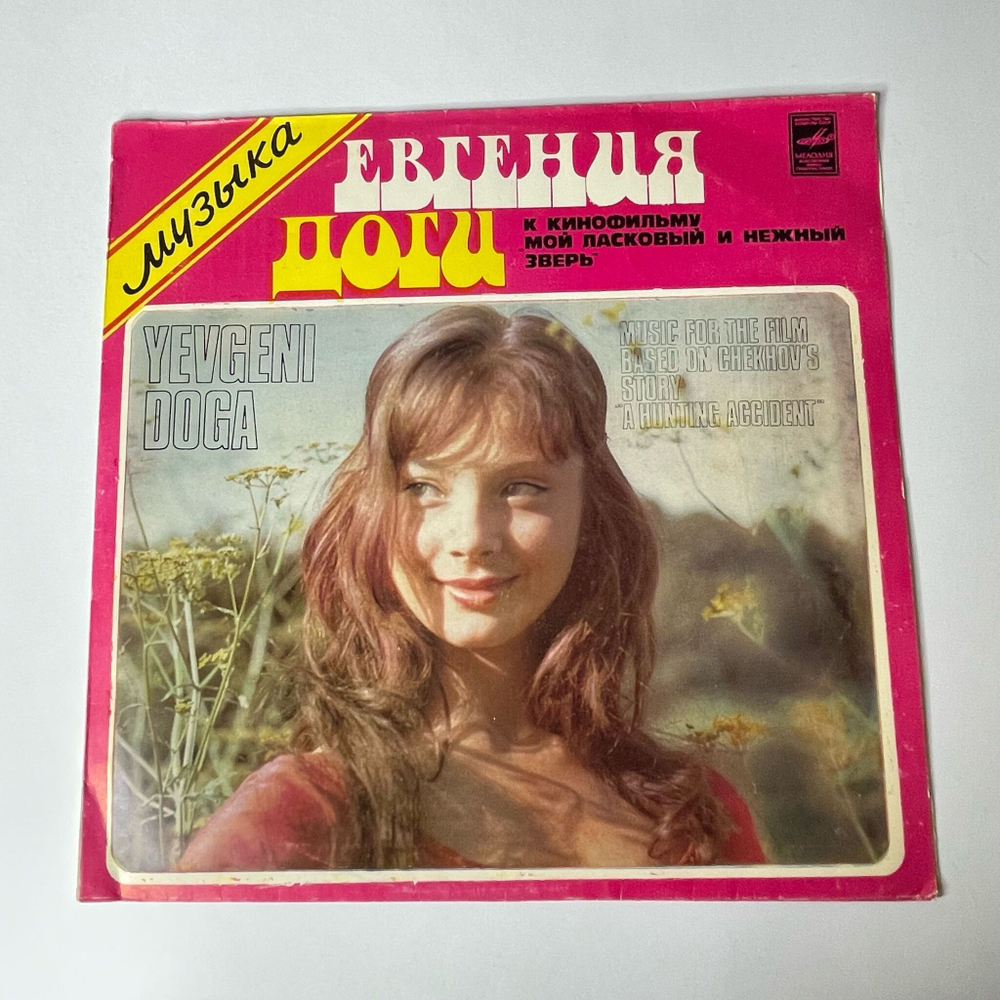 музыка
ЕВГЕНИЯ
ДОГИ
К КИНОФИЛЬМУ
МОЙ ЛАСКОВЫЙ И НЕЖНЫЙ
"ЗВЕРЬ"
МЕЛОДИЯ
YEVGENI
DOGA
MUSIC FOR THE FILM
BASED ON CHEKHOV'S
STORY
"A HUNTING ACCIDENT"